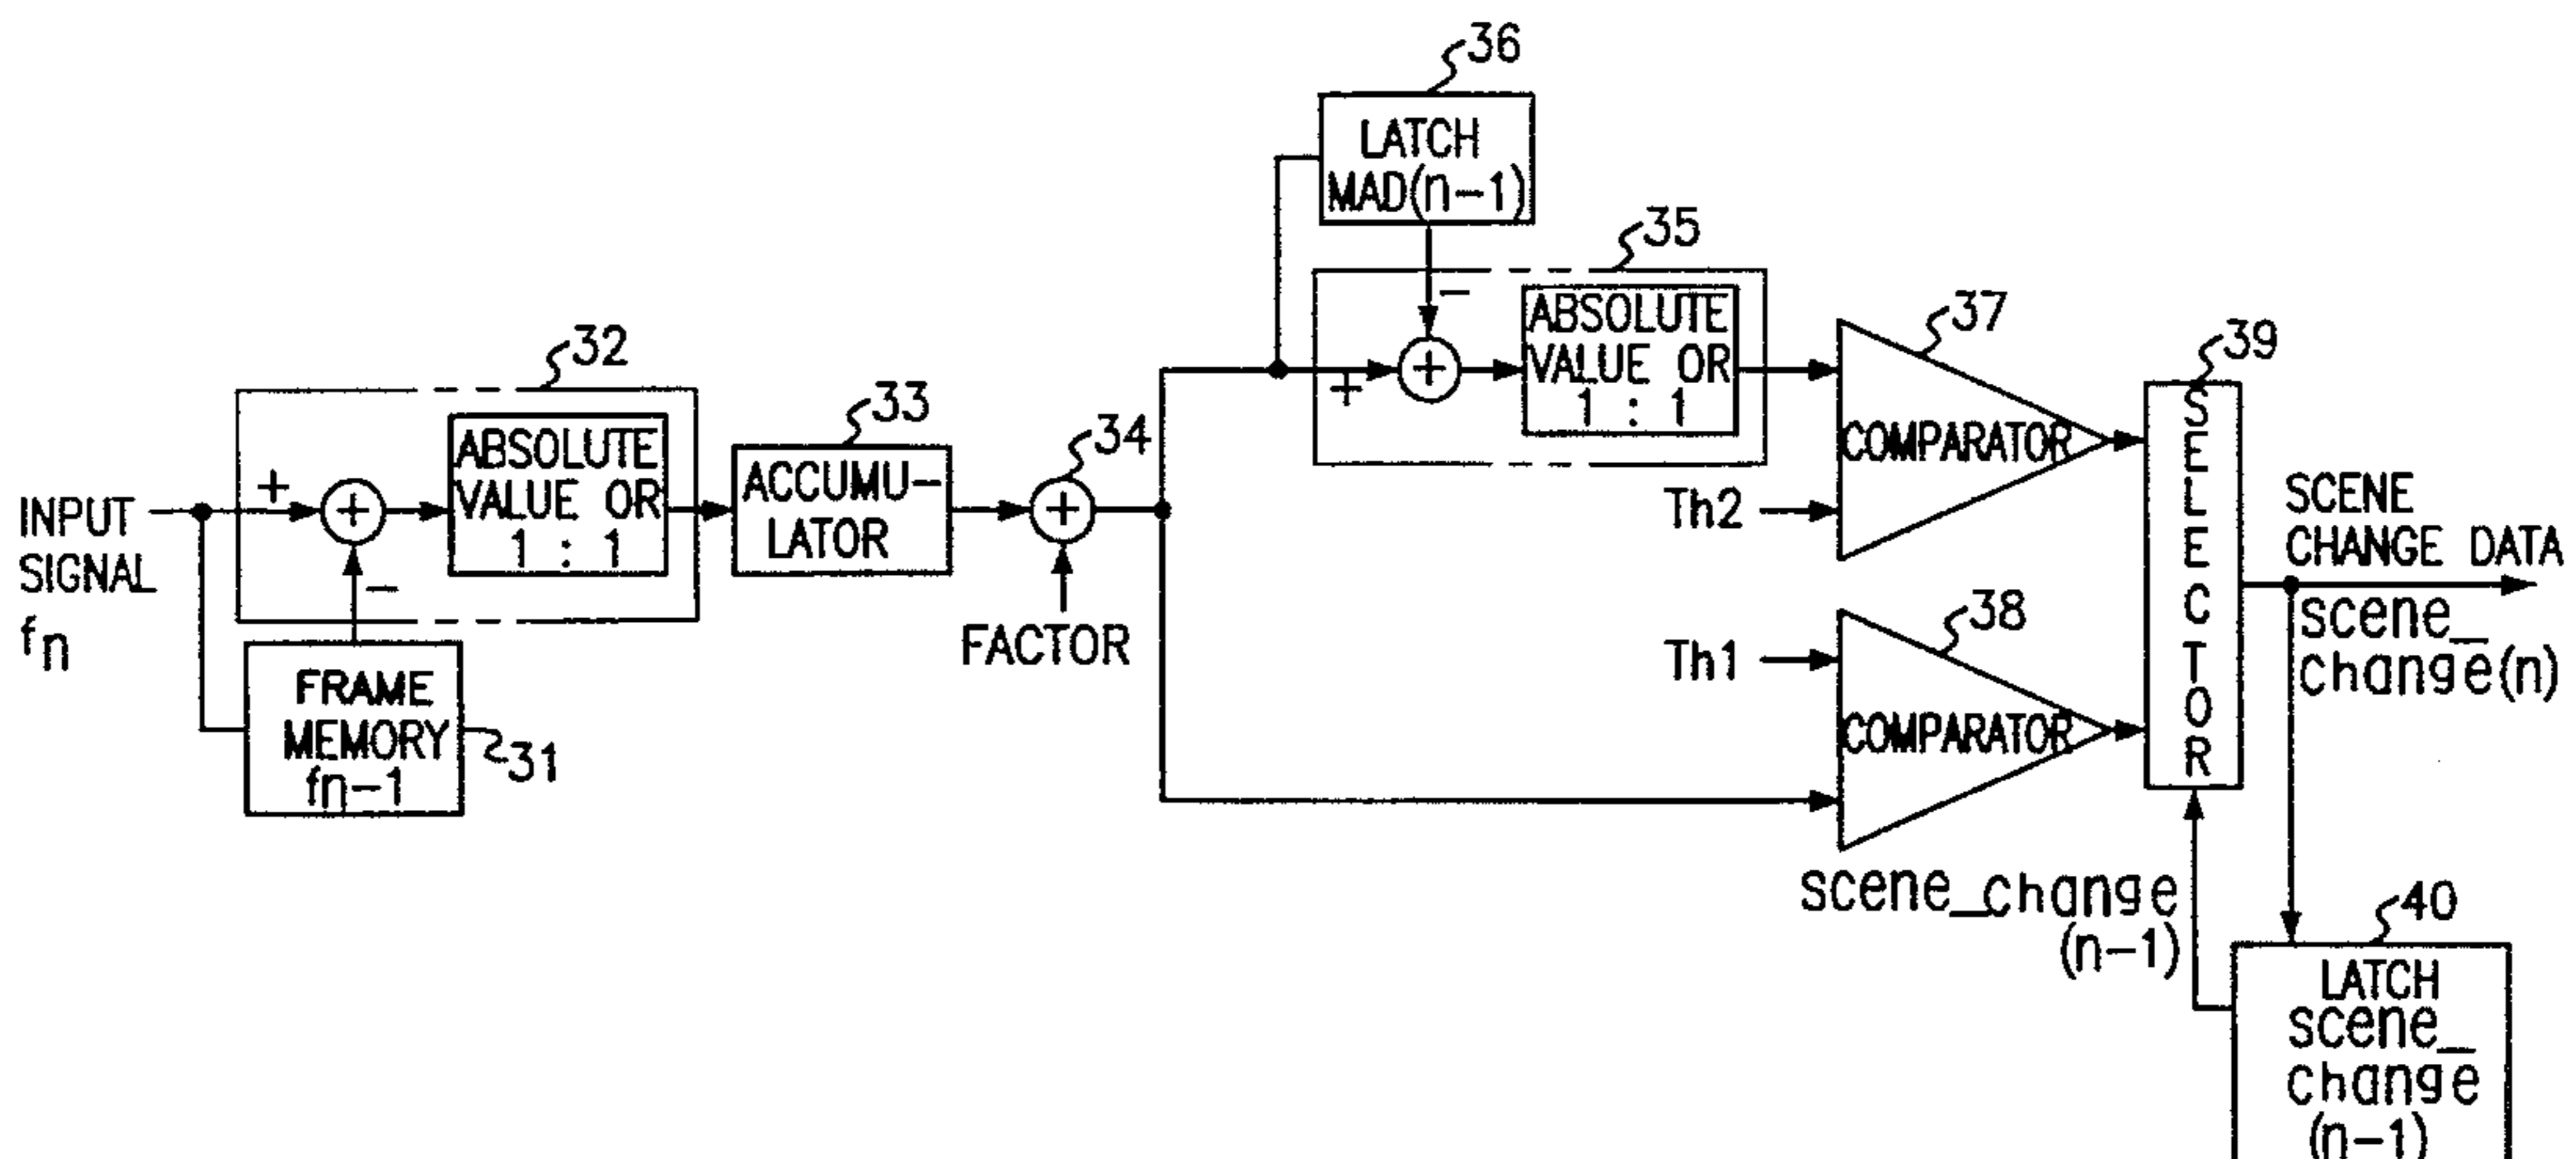 36
LATCH
MAD(n-1)
35
-
+
+
ABSOLUTE
VALUE OR
1 : 1
37
COMPARATOR
Th2
32
INPUT
SIGNAL
fn
+
+
-
ABSOLUTE
VALUE OR
1 : 1
FRAME
MEMORY
fn-1
31
33
ACCUMU-
LATOR
34
+
FACTOR
38
Th1
COMPARATOR
39
SELECTOR
SCENE
CHANGE DATA
scene_
change(n)
scene_change
(n-1)
40
LATCH
scene_
change
(n-1)